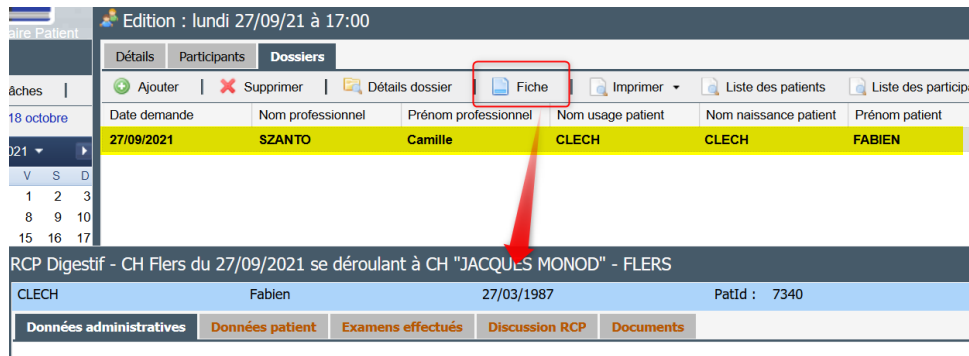 aire Patient
Edition : lundi 27/09/21 à 17:00
Détails Participants Dossiers
âches | Ajouter | Supprimer | Détails dossier | Fiche | Imprimer | Liste des patients Liste des particip
18 octobre Date demande Nom professionnel Prénom professionnel Nom usage patient Nom naissance patient Prénom patient
021 27/09/2021 SZANTO Camille CLECH CLECH FABIEN
V S D
1 2 3
8 9 10
15 16 17
RCP Digestif - CH Flers du 27/09/2021 se déroulant à CH "JACQUES MONOD" - FLERS
CLECH Fabien 27/03/1987 PatId : 7340
Données administratives Données patient Examens effectués Discussion RCP Documents